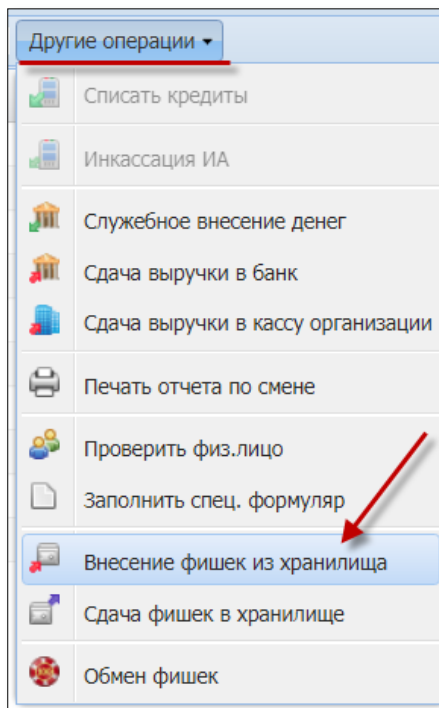 Другие операции
Списать кредиты
Инкассация ИА
Служебное внесение денег
Сдача выручки в банк
Сдача выручки в кассу организации
Печать отчета по смене
Проверить физ.лицо
Заполнить спец. формуляр
Внесение фишек из хранилища
Сдача фишек в хранилище
Обмен фишек